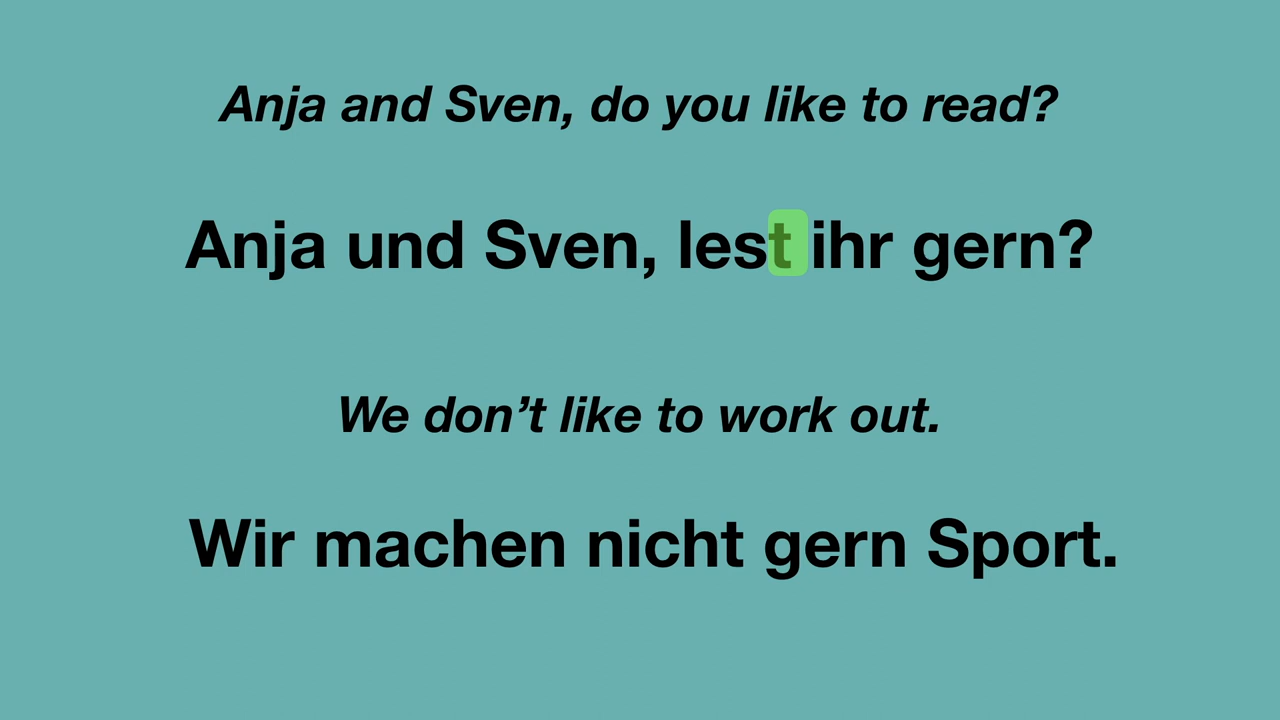 Anja and Sven, do you like to read?
Anja und Sven, lest ihr gern?
We don’t like to work out.
Wir machen nicht gern Sport.